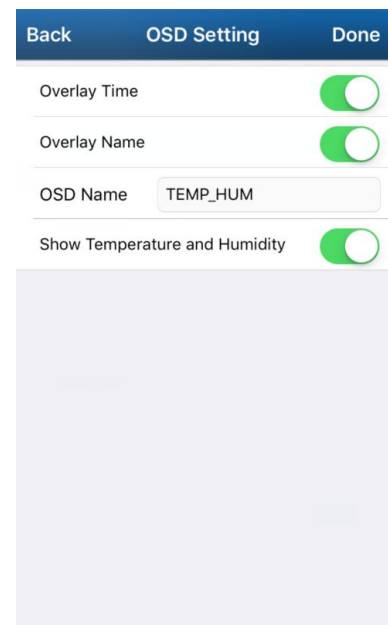 Back OSD Setting Done
Overlay Time
Overlay Name
OSD Name TEMP_HUM
Show Temperature and Humidity